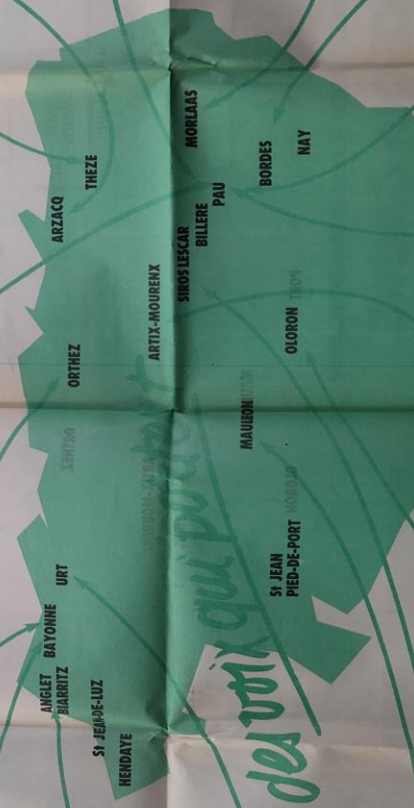 HENDAYE
St JEAN-DE-LUZ
ANGLET
BIARRITZ
BAYONNE
URT
St JEAN
PIED-DE-PORT
MAULEON
ORTHEZ
ARTIX-MOURENX
OLORON
SIROS LESCAR
BILLERE
PAU
ARZACQ
THEZE
MORLAAS
BORDES
NAY
des voix qui portent